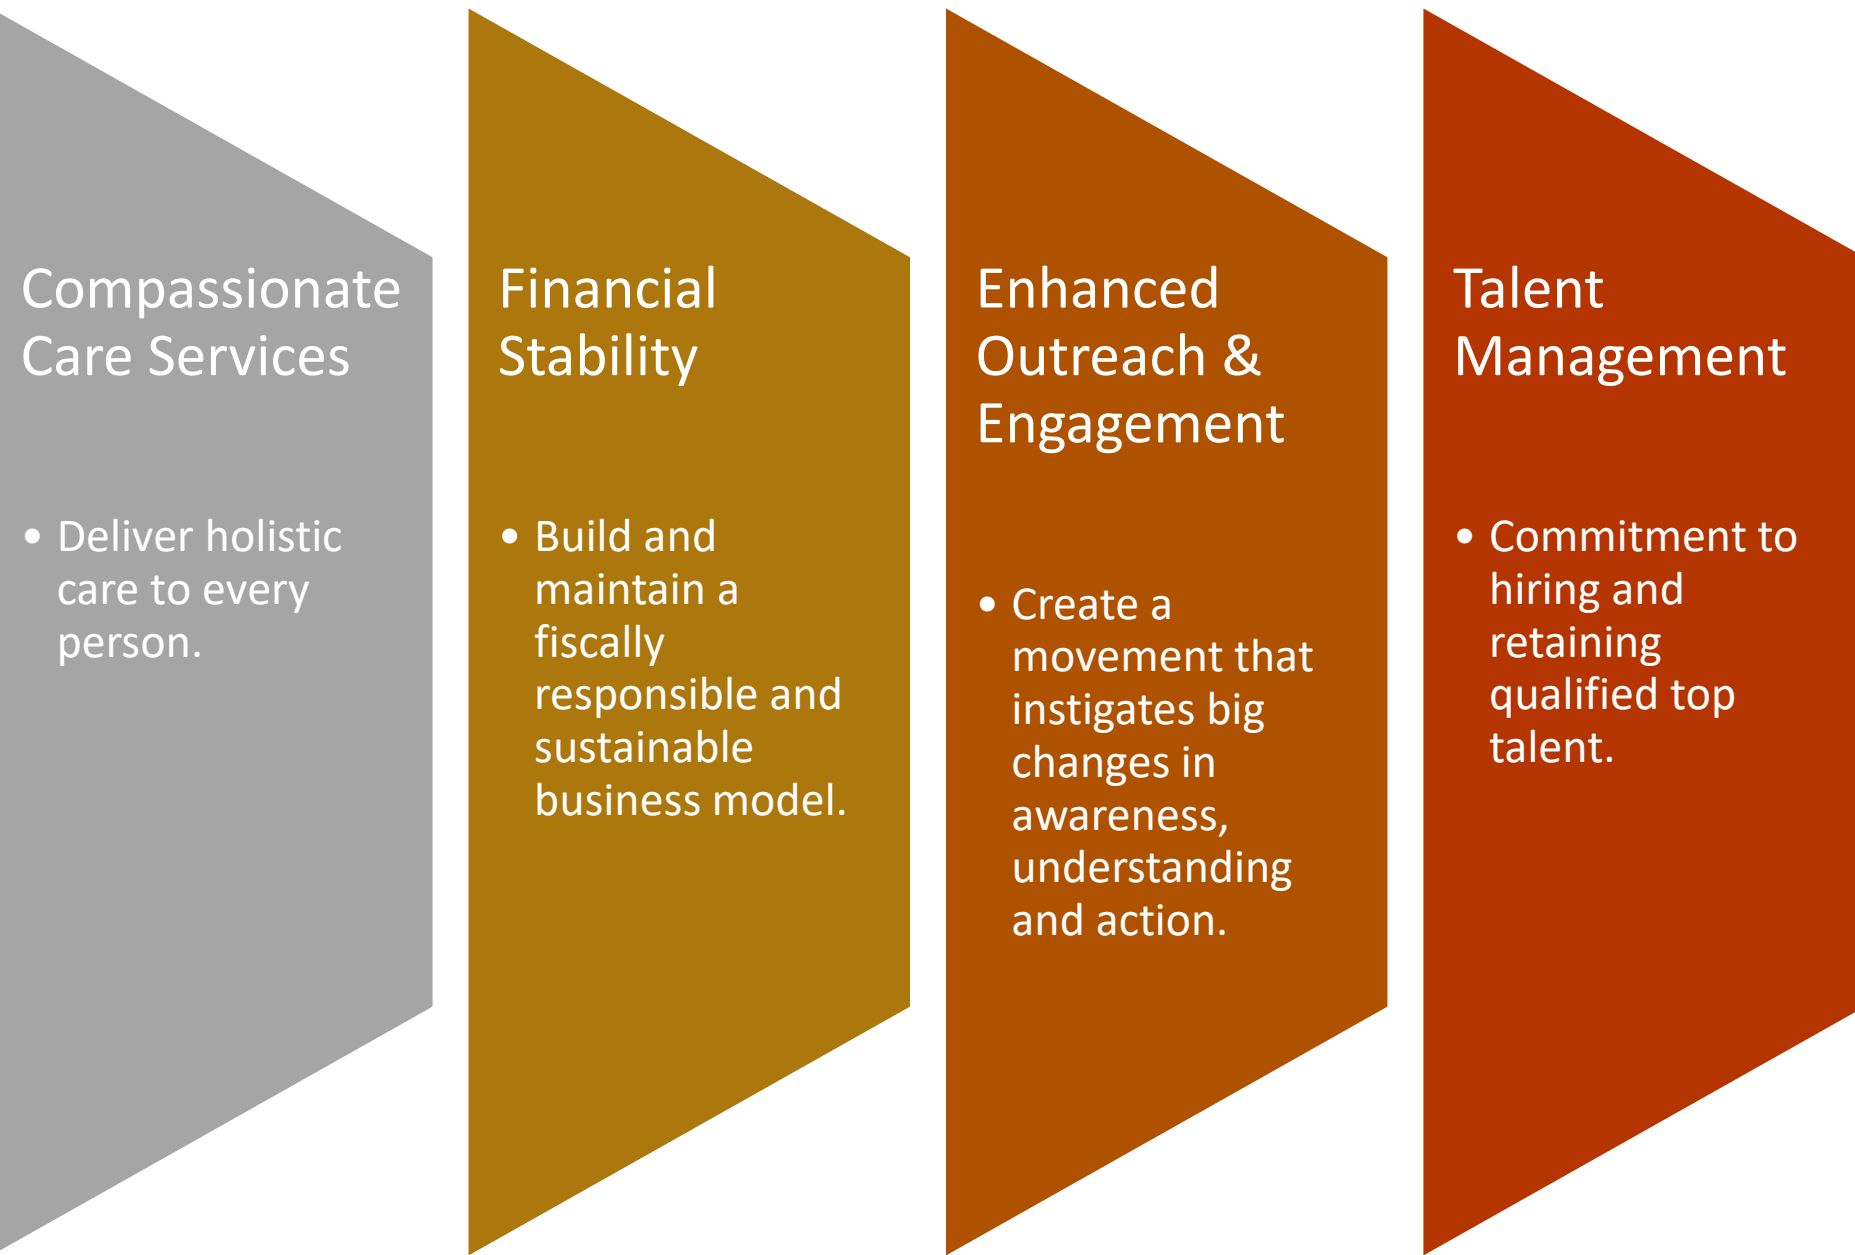 Compassionate
Care Services
• Deliver holistic
care to every
person.
Financial
Stability
• Build and
maintain a
fiscally
responsible and
sustainable
business model.
Enhanced
Outreach &
Engagement
• Create a
movement that
instigates big
changes in
awareness,
understanding
and action.
Talent
Management
• Commitment to
hiring and
retaining
qualified top
talent.